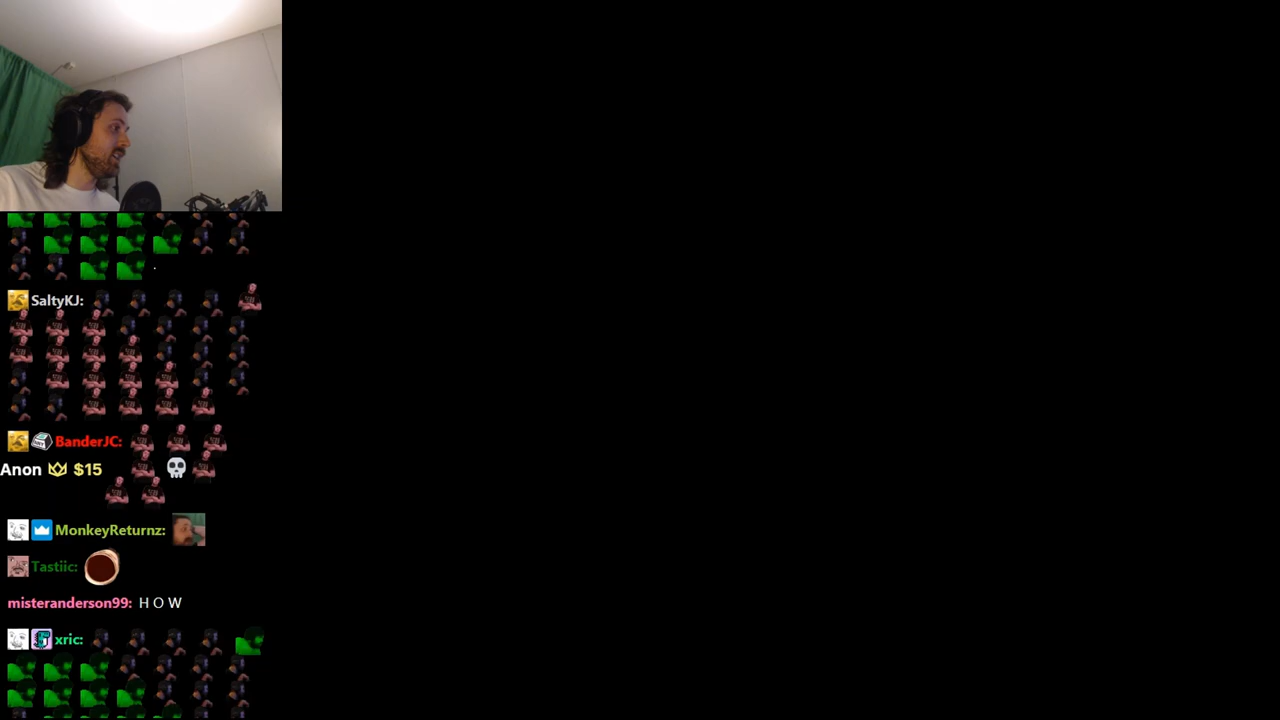 SaltyKJ:
BanderJC:
Anon $15
MonkeyReturnz:
Tastiic:
misteranderson99: H O W
xric: